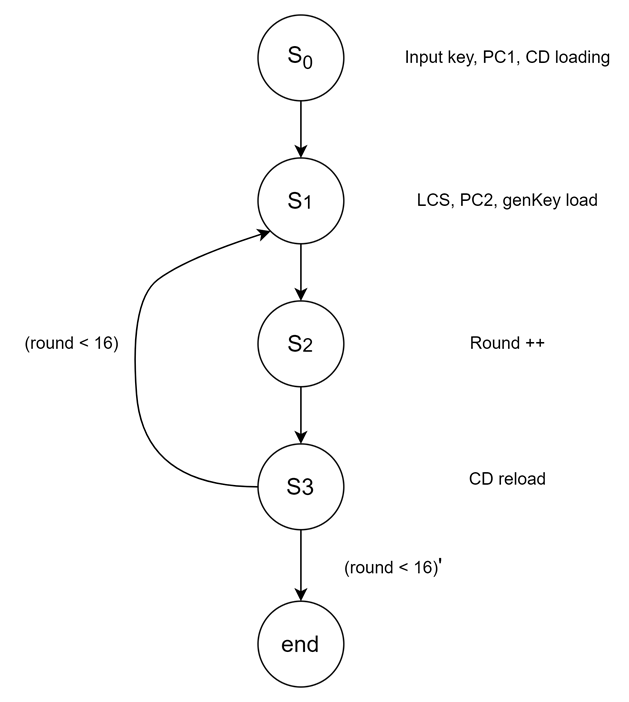 S0
Input key, PC1, CD loading
S1
LCS, PC2, genKey load
(round < 16)
S2
Round ++
S3
CD reload
(round < 16)'
end